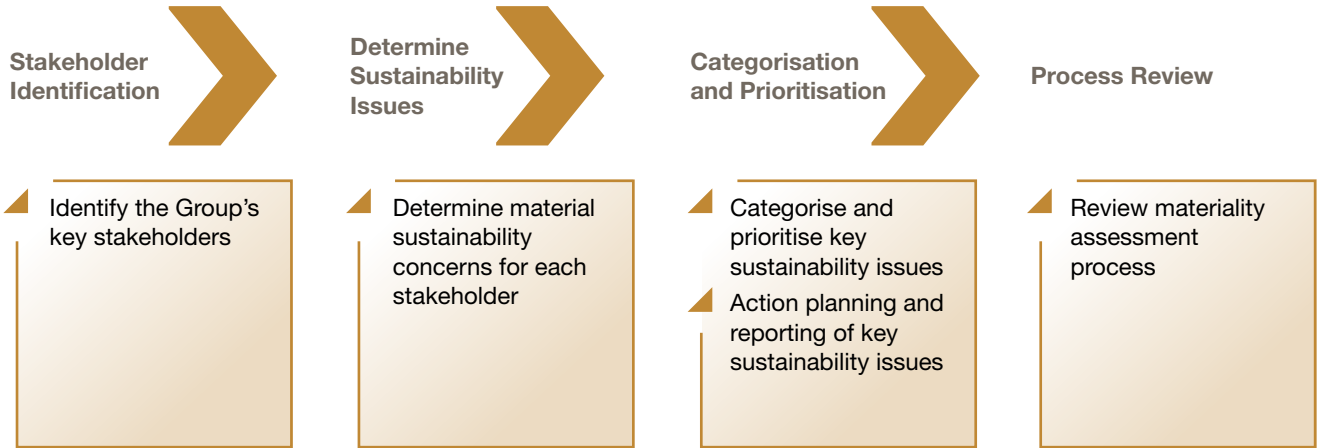 Stakeholder
Identification
Determine
Sustainability
Issues
Categorisation
and Prioritisation
Process Review
Identify the Group’s
key stakeholders
Determine material
sustainability
concerns for each
stakeholder
Categorise and
prioritise key
sustainability issues
Action planning and
reporting of key
sustainability issues
Review materiality
assessment
process